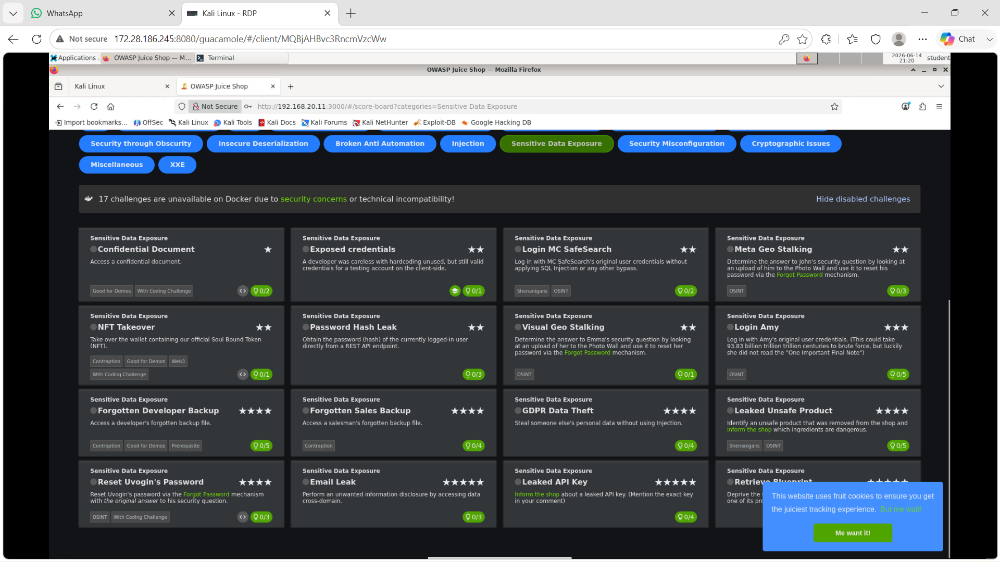 WhatsApp
Kali Linux - RDP
Not secure 172.28.186.245:8080/guacamole/#/client/MQBjAHBvc3RncmVzcWw
Chat
Applications
OWASP Juice Shop — M...
Terminal
2026-06-14
21:20
student
OWASP Juice Shop — Mozilla Firefox
Kali Linux
OWASP Juice Shop
Not Secure
http://192.168.20.11:3000/#/score-board?categories=Sensitive Data Exposure
Import bookmarks...
OffSec
Kali Linux
Kali Tools
Kali Docs
Kali Forums
Kali NetHunter
Exploit-DB
Google Hacking DB
Security through Obscurity
Insecure Deserialization
Broken Anti Automation
Injection
Sensitive Data Exposure
Security Misconfiguration
Cryptographic Issues
Miscellaneous
XXE
17 challenges are unavailable on Docker due to security concerns or technical incompatibility!
Hide disabled challenges
Sensitive Data Exposure
Confidential Document
Access a confidential document.
Good for Demos
With Coding Challenge
0/2
Sensitive Data Exposure
Exposed credentials
A developer was careless with hardcoding unused, but still valid
credentials for a testing account on the client-side.
0/1
Sensitive Data Exposure
Login MC SafeSearch
Log in with MC SafeSearch's original user credentials without
applying SQL Injection or any other bypass.
Shenanigans
OSINT
0/2
Sensitive Data Exposure
Meta Geo Stalking
Determine the answer to John's security question by looking at
an upload of him to the Photo Wall and use it to reset his
password via the Forgot Password mechanism.
OSINT
0/3
Sensitive Data Exposure
NFT Takeover
Take over the wallet containing our official Soul Bound Token
(NFT).
Contraption
Good for Demos
Web3
With Coding Challenge
0/1
Sensitive Data Exposure
Password Hash Leak
Obtain the password (hash) of the currently logged-in user
directly from a REST API endpoint.
0/3
Sensitive Data Exposure
Visual Geo Stalking
Determine the answer to Emma's security question by looking
at an upload of her to the Photo Wall and use it to reset her
password via the Forgot Password mechanism.
OSINT
0/1
Sensitive Data Exposure
Login Amy
Log in with Amy's original user credentials. (This could take
93.83 billion trillion trillion centuries to brute force, but luckily
she did not read the "One Important Final Note")
OSINT
0/5
Sensitive Data Exposure
Forgotten Developer Backup
Access a developer's forgotten backup file.
Contraption
Good for Demos
Prerequisite
0/5
Sensitive Data Exposure
Forgotten Sales Backup
Access a salesman's forgotten backup file.
Contraption
0/4
Sensitive Data Exposure
GDPR Data Theft
Steal someone else's personal data without using Injection.
0/4
Sensitive Data Exposure
Leaked Unsafe Product
Identify an unsafe product that was removed from the shop and
inform the shop which ingredients are dangerous.
Shenanigans
OSINT
0/5
Sensitive Data Exposure
Reset Uvogin's Password
Reset Uvogin's password via the Forgot Password mechanism
with the original answer to his security question.
OSINT
With Coding Challenge
0/3
Sensitive Data Exposure
Email Leak
Perform an unwanted information disclosure by accessing data
cross-domain.
0/3
Sensitive Data Exposure
Leaked API Key
Inform the shop about a leaked API key. (Mention the exact key
in your comment)
0/4
Sensitive Data Exposure
Retrieve Blueprint
Deprive the
one of its
This website uses fruit cookies to ensure you get
the juiciest tracking experience. But me wait!
Me want it!